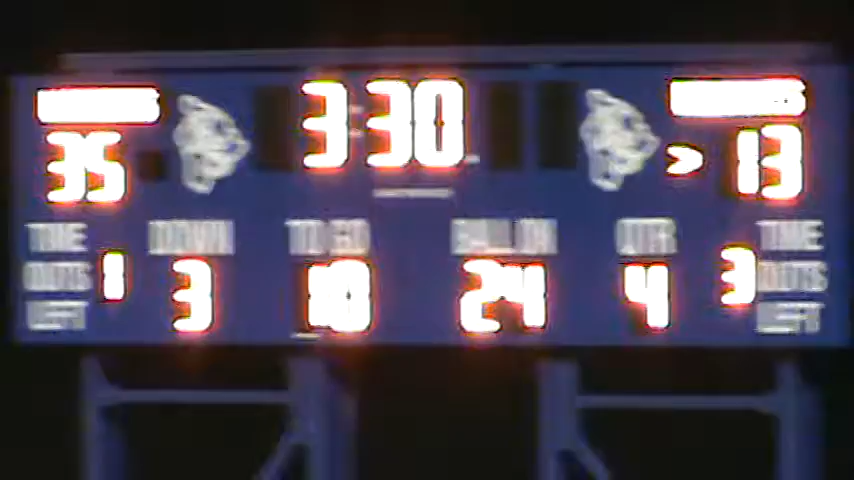 3:30
35
> 13
TIME OUTS LEFT 1
DOWN 3
TO GO 10
BALL ON 24
QTR 4
3 TIME OUTS LEFT